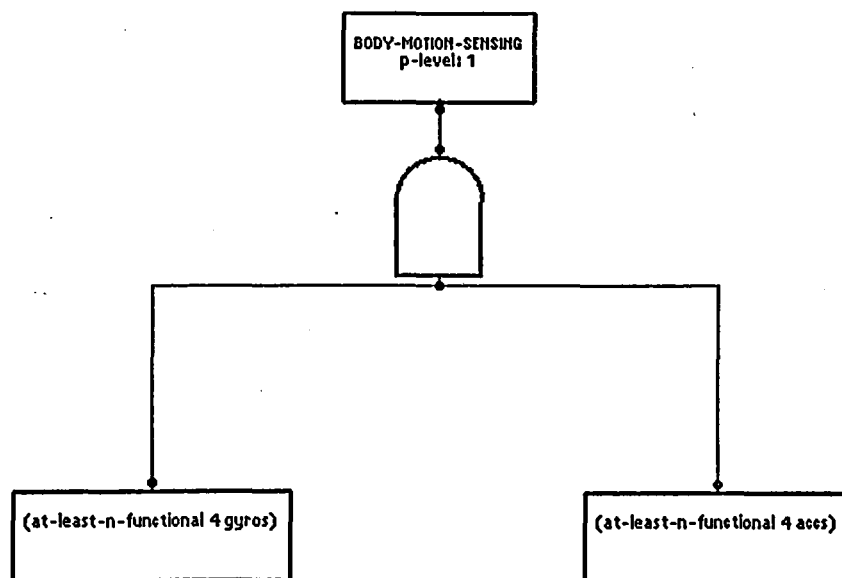 BODY-MOTION-SENSING
p-level: 1
(at-least-n-functional 4 gyros)
(at-least-n-functional 4 accs)